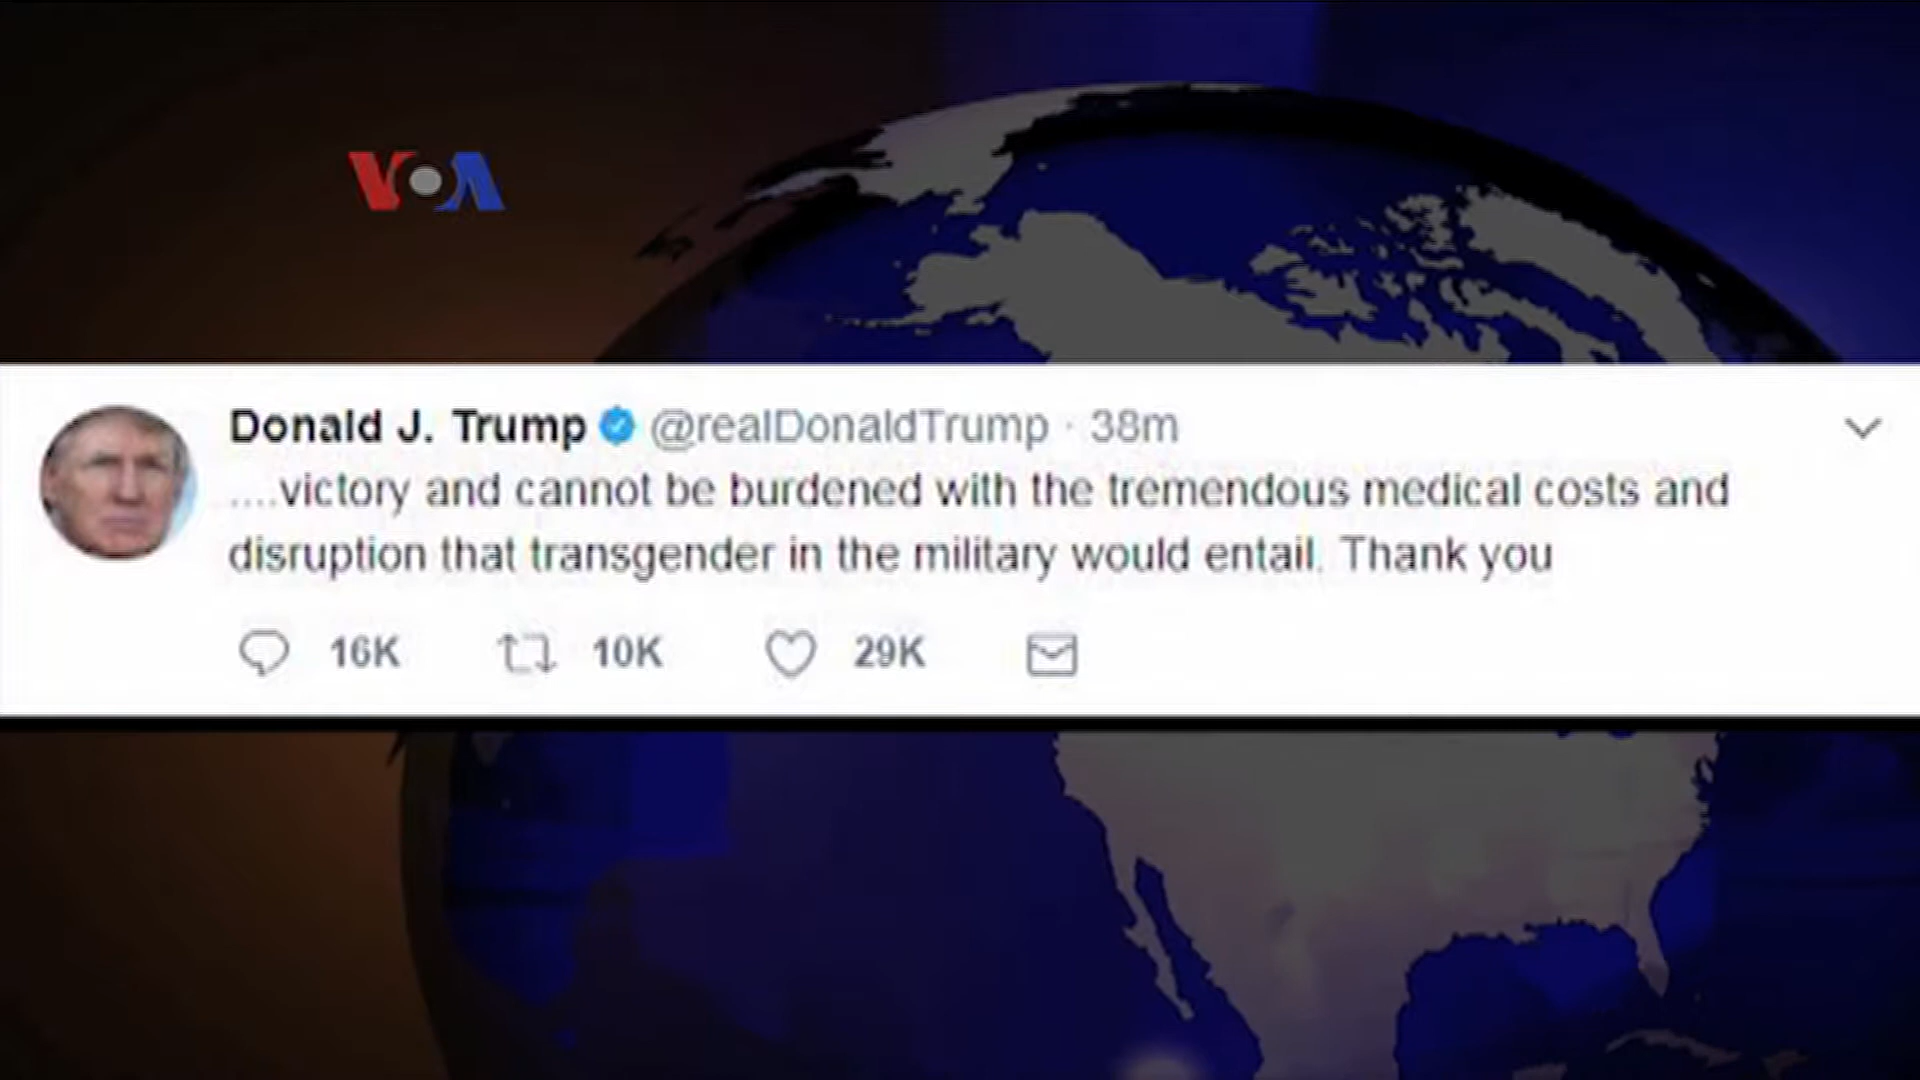 VOA
Donald J. Trump @realDonaldTrump · 38m
....victory and cannot be burdened with the tremendous medical costs and
disruption that transgender in the military would entail. Thank you
16K 10K 29K